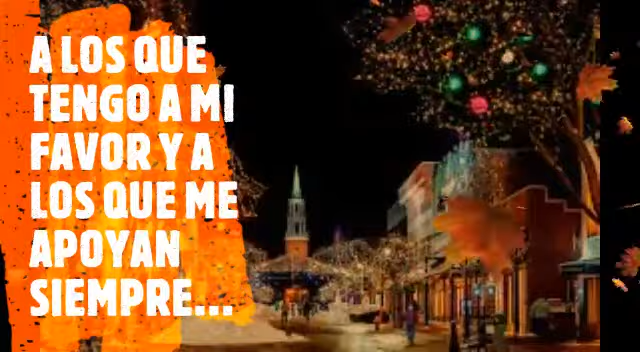 A LOS QUE
TENGO A MI
FAVOR Y A
LOS QUE ME
APOYAN
SIEMPRE...